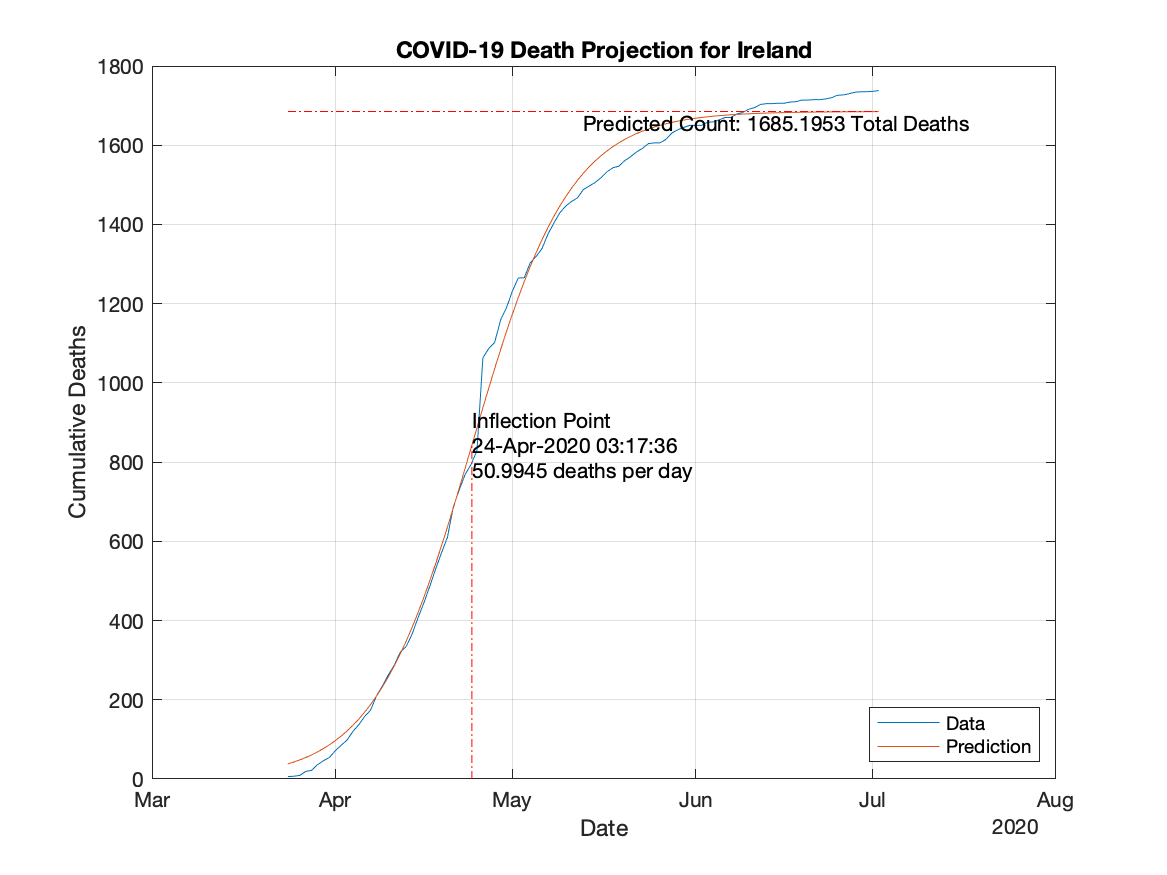 COVID-19 Death Projection for Ireland
1800
1600
1400
1200
1000
800
600
400
200
0
Cumulative Deaths
Predicted Count: 1685.1953 Total Deaths
Inflection Point
24-Apr-2020 03:17:36
50.9945 deaths per day
Data
Prediction
Mar Apr May Jun Jul Aug
Date
2020